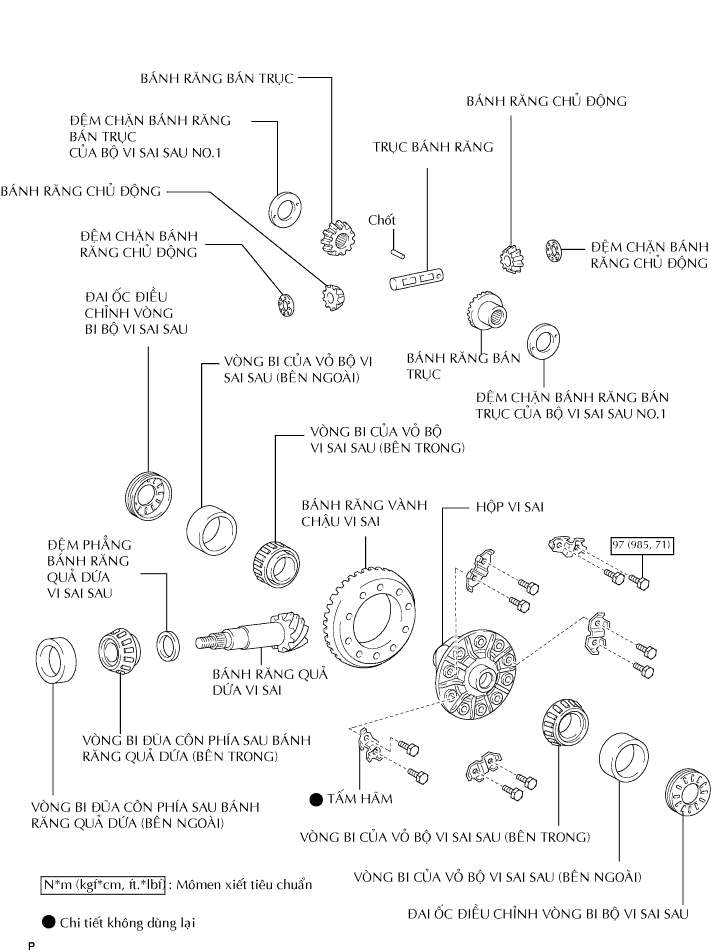 BÁNH RĂNG BÁN TRỤC
BÁNH RĂNG CHỦ ĐỘNG
ĐỆM CHẶN BÁNH RĂNG
BÁN TRỤC
CỦA BỘ VI SAI SAU NO.1
TRỤC BÁNH RĂNG
BÁNH RĂNG CHỦ ĐỘNG
Chốt
ĐỆM CHẶN BÁNH
RĂNG CHỦ ĐỘNG
ĐỆM CHẶN BÁNH
RĂNG CHỦ ĐỘNG
ĐAI ỐC ĐIỀU
CHỈNH VÒNG
BI BỘ VI SAI SAU
VÒNG BI CỦA VỎ BỘ VI
SAI SAU (BÊN NGOÀI)
BÁNH RĂNG BÁN
TRỤC
ĐỆM CHẶN BÁNH RĂNG BÁN
TRỤC CỦA BỘ VI SAI SAU NO.1
VÒNG BI CỦA VỎ BỘ
VI SAI SAU (BÊN TRONG)
BÁNH RĂNG VÀNH
CHẬU VI SAI
HỘP VI SAI
97 (985, 71)
ĐỆM PHẲNG
BÁNH RĂNG
QUẢ DỨA
VI SAI SAU
BÁNH RĂNG QUẢ
DỨA VI SAI
VÒNG BI ĐŨA CÔN PHÍA SAU BÁNH
RĂNG QUẢ DỨA (BÊN TRONG)
TẤM HÃM
VÒNG BI ĐŨA CÔN PHÍA SAU BÁNH
RĂNG QUẢ DỨA (BÊN NGOÀI)
VÒNG BI CỦA VỎ BỘ VI SAI SAU (BÊN TRONG)
VÒNG BI CỦA VỎ BỘ VI SAI SAU (BÊN NGOÀI)
N*m (kgf*cm, ft.*lbf) : Mômen xiết tiêu chuẩn
ĐAI ỐC ĐIỀU CHỈNH VÒNG BI BỘ VI SAI SAU
Chi tiết không dùng lại
P